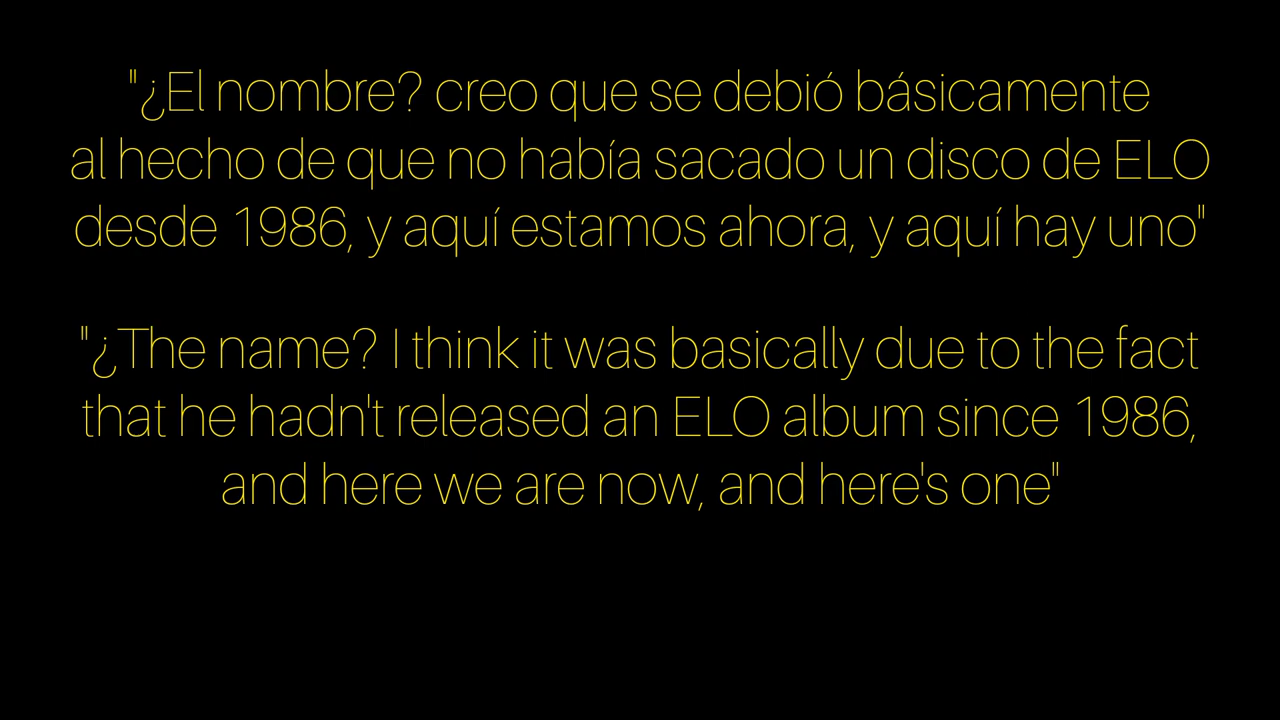 "¿El nombre? creo que se debió básicamente
al hecho de que no había sacado un disco de ELO
desde 1986, y aquí estamos ahora, y aquí hay uno"
"¿The name? I think it was basically due to the fact
that he hadn't released an ELO album since 1986,
and here we are now, and here's one"